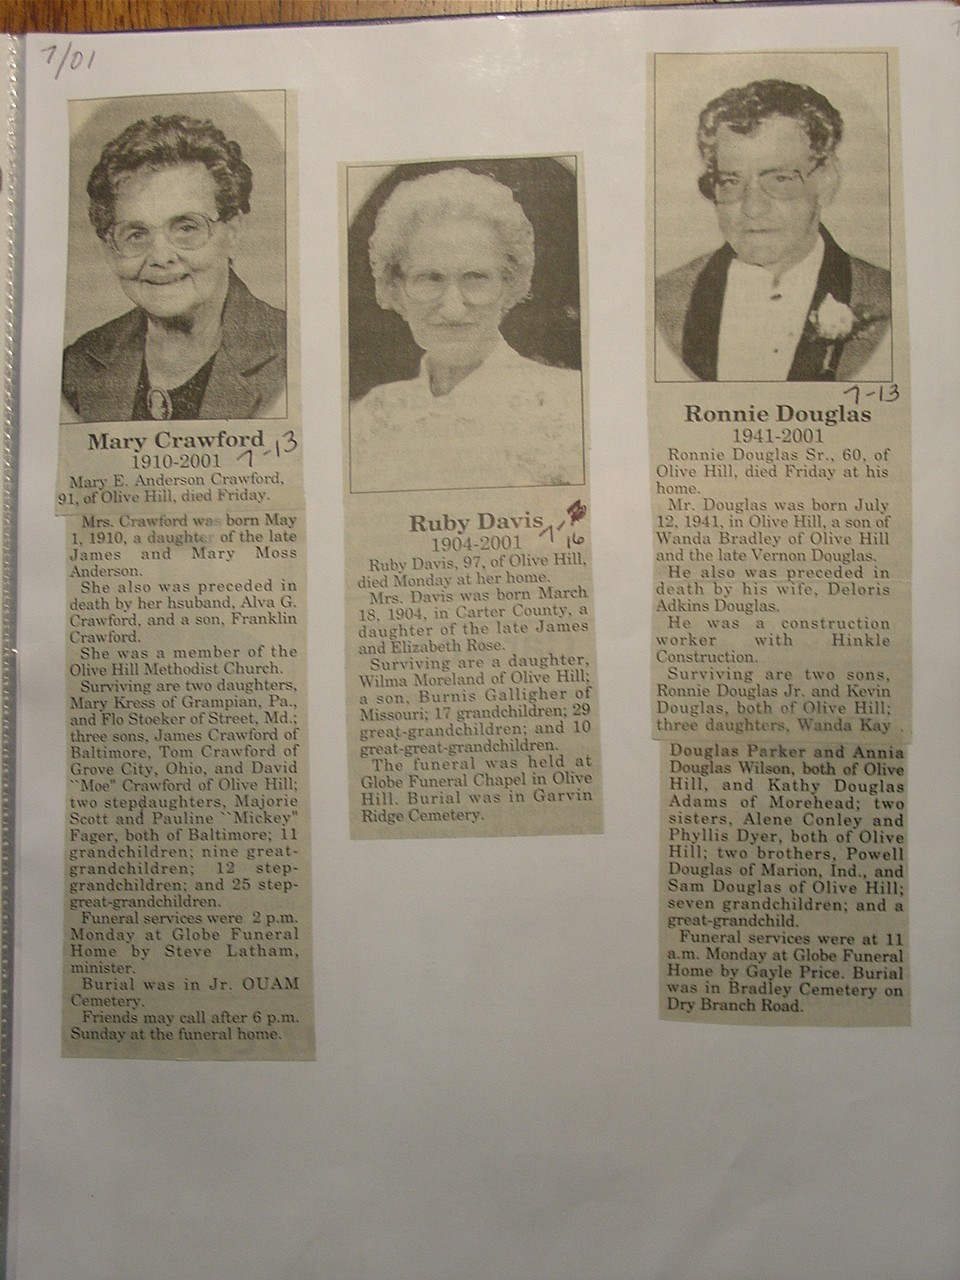 7/01
Mary Crawford
7-13
1910-2001
Mary E. Anderson Crawford,
91, of Olive Hill, died Friday.
Mrs. Crawford was born May
1, 1910, a daughter of the late
James and Mary Moss
Anderson.
She also was preceded in
death by her hsuband, Alva G.
Crawford, and a son, Franklin
Crawford.
She was a member of the
Olive Hill Methodist Church.
Surviving are two daughters,
Mary Kress of Grampian, Pa.,
and Flo Stoeker of Street, Md.;
three sons, James Crawford of
Baltimore, Tom Crawford of
Grove City, Ohio, and David
``Moe" Crawford of Olive Hill;
two stepdaughters, Majorie
Scott and Pauline ``Mickey"
Fager, both of Baltimore; 11
grandchildren; nine great-
grandchildren; 12 step-
grandchildren; and 25 step-
great-grandchildren.
Funeral services were 2 p.m.
Monday at Globe Funeral
Home by Steve Latham,
minister.
Burial was in Jr. OUAM
Cemetery.
Friends may call after 6 p.m.
Sunday at the funeral home.
Ruby Davis
7-16
1904-2001
Ruby Davis, 97, of Olive Hill,
died Monday at her home.
Mrs. Davis was born March
18, 1904, in Carter County, a
daughter of the late James
and Elizabeth Rose.
Surviving are a daughter,
Wilma Moreland of Olive Hill;
a son, Burnis Galligher of
Missouri; 17 grandchildren; 29
great-grandchildren; and 10
great-great-grandchildren.
The funeral was held at
Globe Funeral Chapel in Olive
Hill. Burial was in Garvin
Ridge Cemetery.
7-13
Ronnie Douglas
1941-2001
Ronnie Douglas Sr., 60, of
Olive Hill, died Friday at his
home.
Mr. Douglas was born July
12, 1941, in Olive Hill, a son of
Wanda Bradley of Olive Hill
and the late Vernon Douglas.
He also was preceded in
death by his wife, Deloris
Adkins Douglas.
He was a construction
worker with Hinkle
Construction.
Surviving are two sons,
Ronnie Douglas Jr. and Kevin
Douglas, both of Olive Hill;
three daughters, Wanda Kay
Douglas Parker and Annia
Douglas Wilson, both of Olive
Hill, and Kathy Douglas
Adams of Morehead; two
sisters, Alene Conley and
Phyllis Dyer, both of Olive
Hill; two brothers, Powell
Douglas of Marion, Ind., and
Sam Douglas of Olive Hill;
seven grandchildren; and a
great-grandchild.
Funeral services were at 11
a.m. Monday at Globe Funeral
Home by Gayle Price. Burial
was in Bradley Cemetery on
Dry Branch Road.